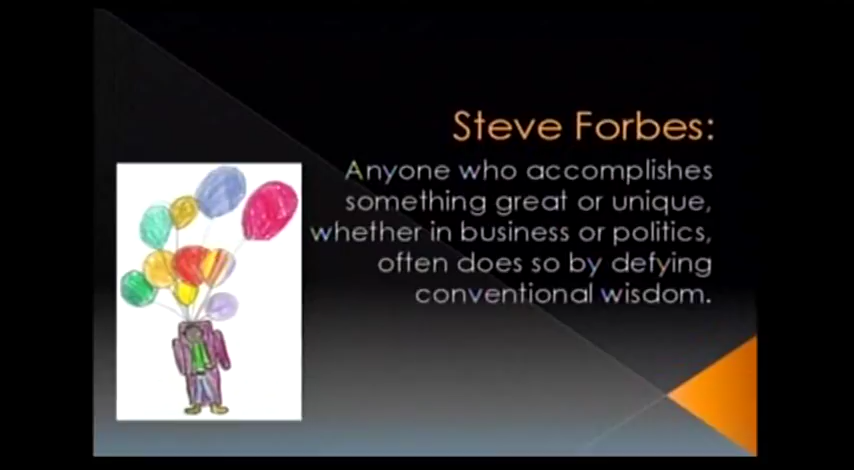 Steve Forbes:
Anyone who accomplishes
something great or unique,
whether in business or politics,
often does so by defying
conventional wisdom.